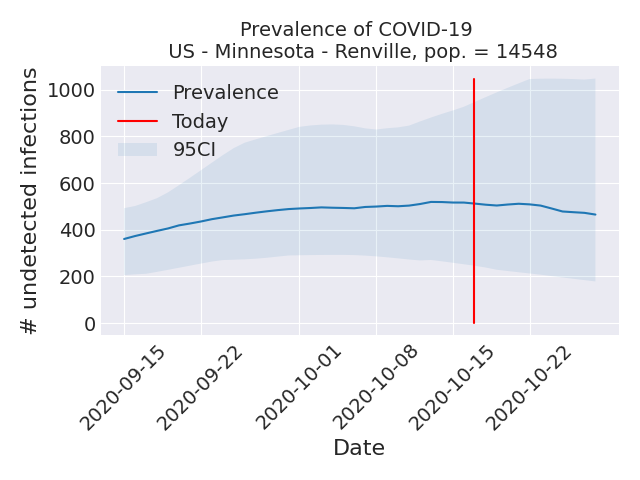 Prevalence of COVID-19
US - Minnesota - Renville, pop. = 14548
# undetected infections
1000
800
600
400
200
0
Prevalence
Today
95CI
2020-09-15
2020-09-22
2020-10-01
2020-10-08
2020-10-15
2020-10-22
Date